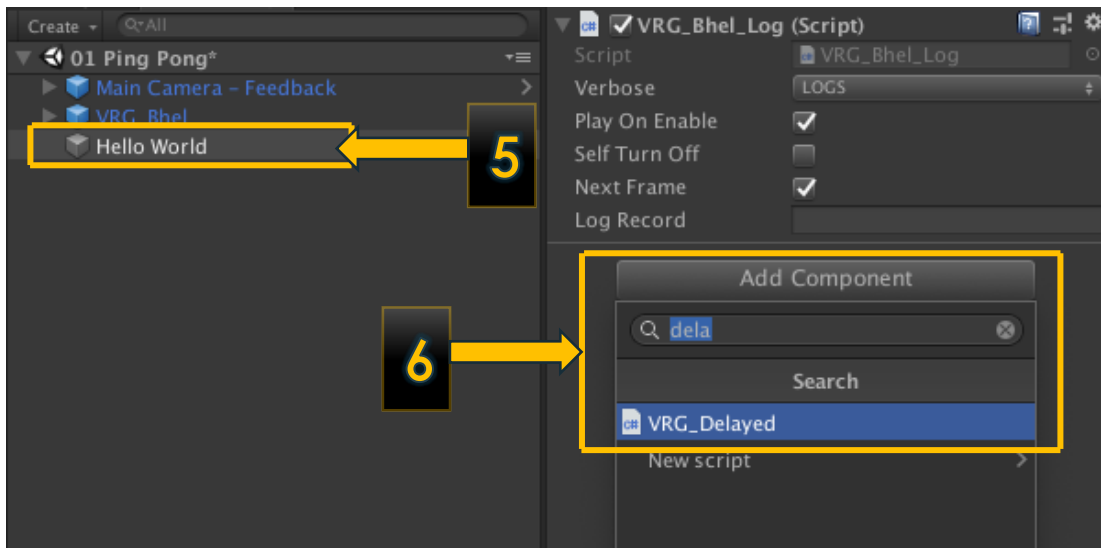 Create
All
01 Ping Pong*
Main Camera – Feedback
VRG_Bhel
Hello World
5
6
VRG_Bhel_Log (Script)
Script
VRG_Bhel_Log
Verbose
LOGS
Play On Enable
Self Turn Off
Next Frame
Log Record
Add Component
dela
Search
c#
VRG_Delayed
New script